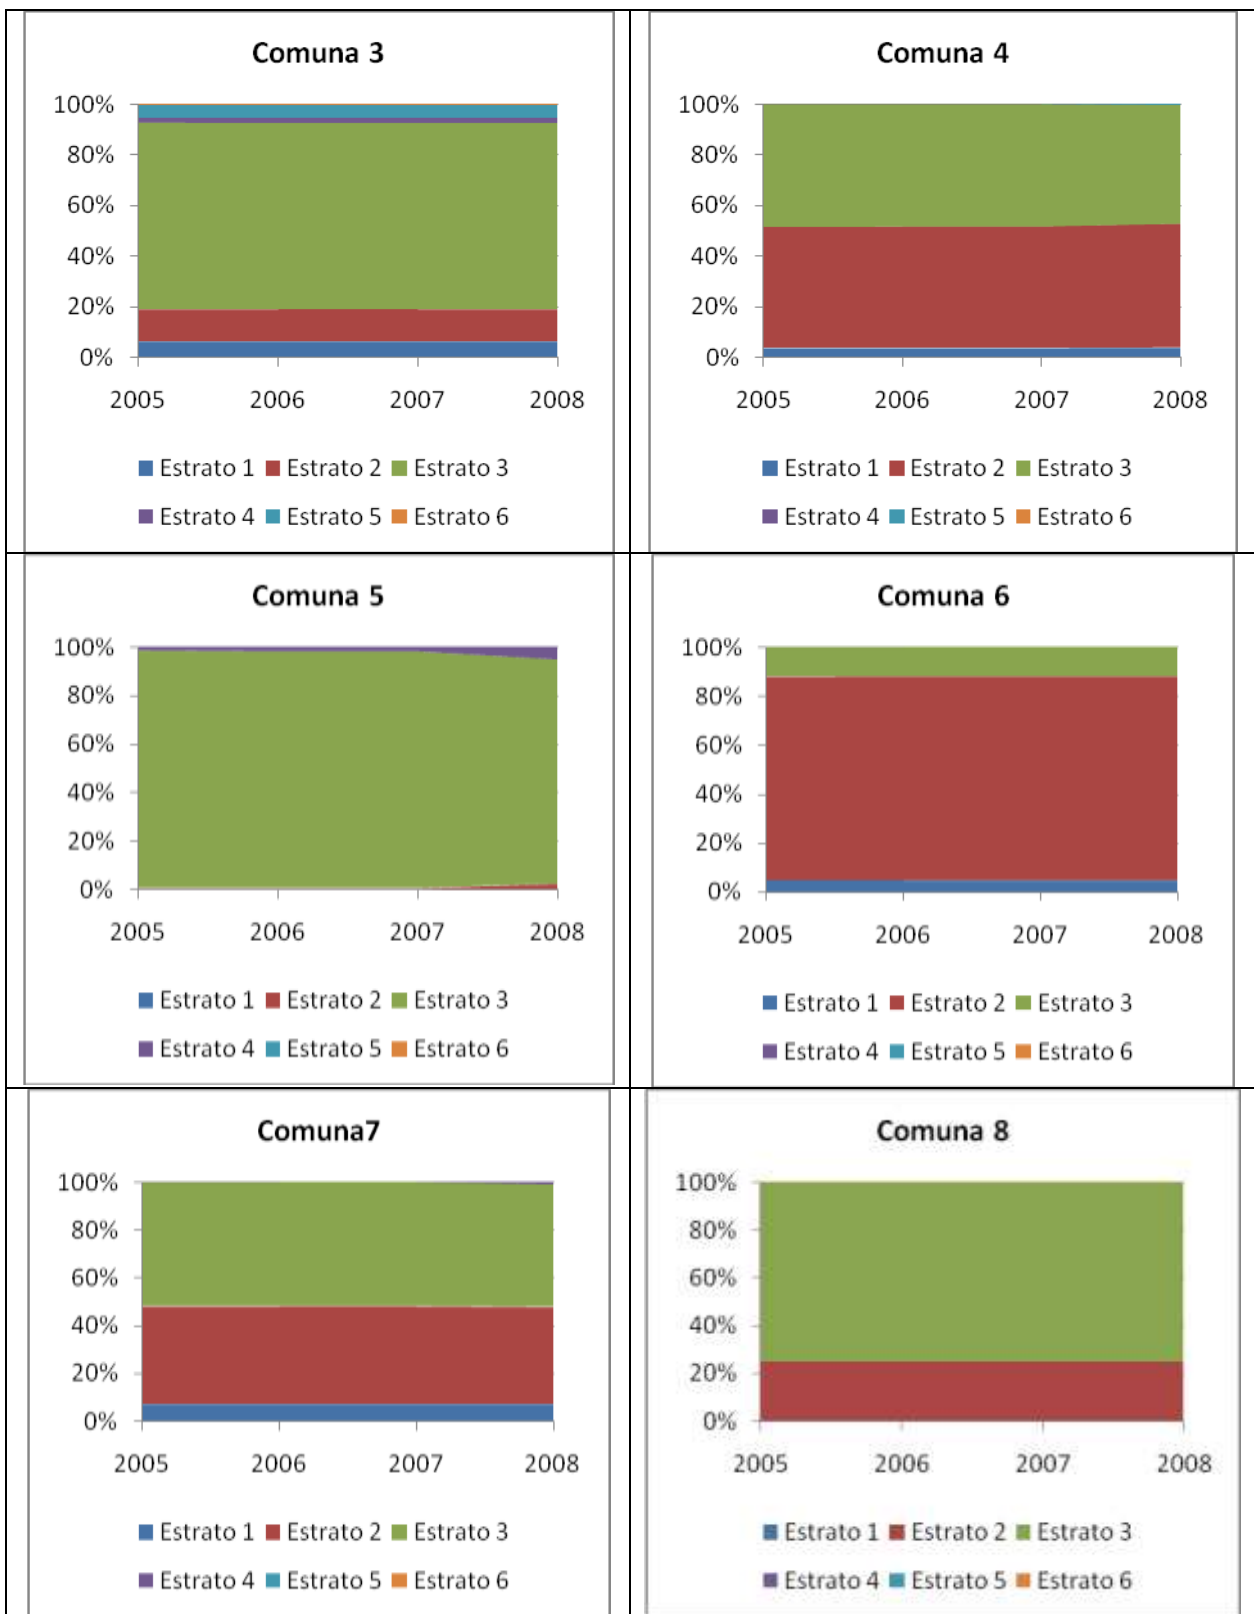 Comuna 3
100%
80%
60%
40%
20%
0%
2005 2006 2007 2008
Estrato 1 Estrato 2 Estrato 3
Estrato 4 Estrato 5 Estrato 6
Comuna 4
100%
80%
60%
40%
20%
0%
2005 2006 2007 2008
Estrato 1 Estrato 2 Estrato 3
Estrato 4 Estrato 5 Estrato 6
Comuna 5
100%
80%
60%
40%
20%
0%
2005 2006 2007 2008
Estrato 1 Estrato 2 Estrato 3
Estrato 4 Estrato 5 Estrato 6
Comuna 6
100%
80%
60%
40%
20%
0%
2005 2006 2007 2008
Estrato 1 Estrato 2 Estrato 3
Estrato 4 Estrato 5 Estrato 6
Comuna7
100%
80%
60%
40%
20%
0%
2005 2006 2007 2008
Estrato 1 Estrato 2 Estrato 3
Estrato 4 Estrato 5 Estrato 6
Comuna 8
100%
80%
60%
40%
20%
0%
2005 2006 2007 2008
Estrato 1 Estrato 2 Estrato 3
Estrato 4 Estrato 5 Estrato 6